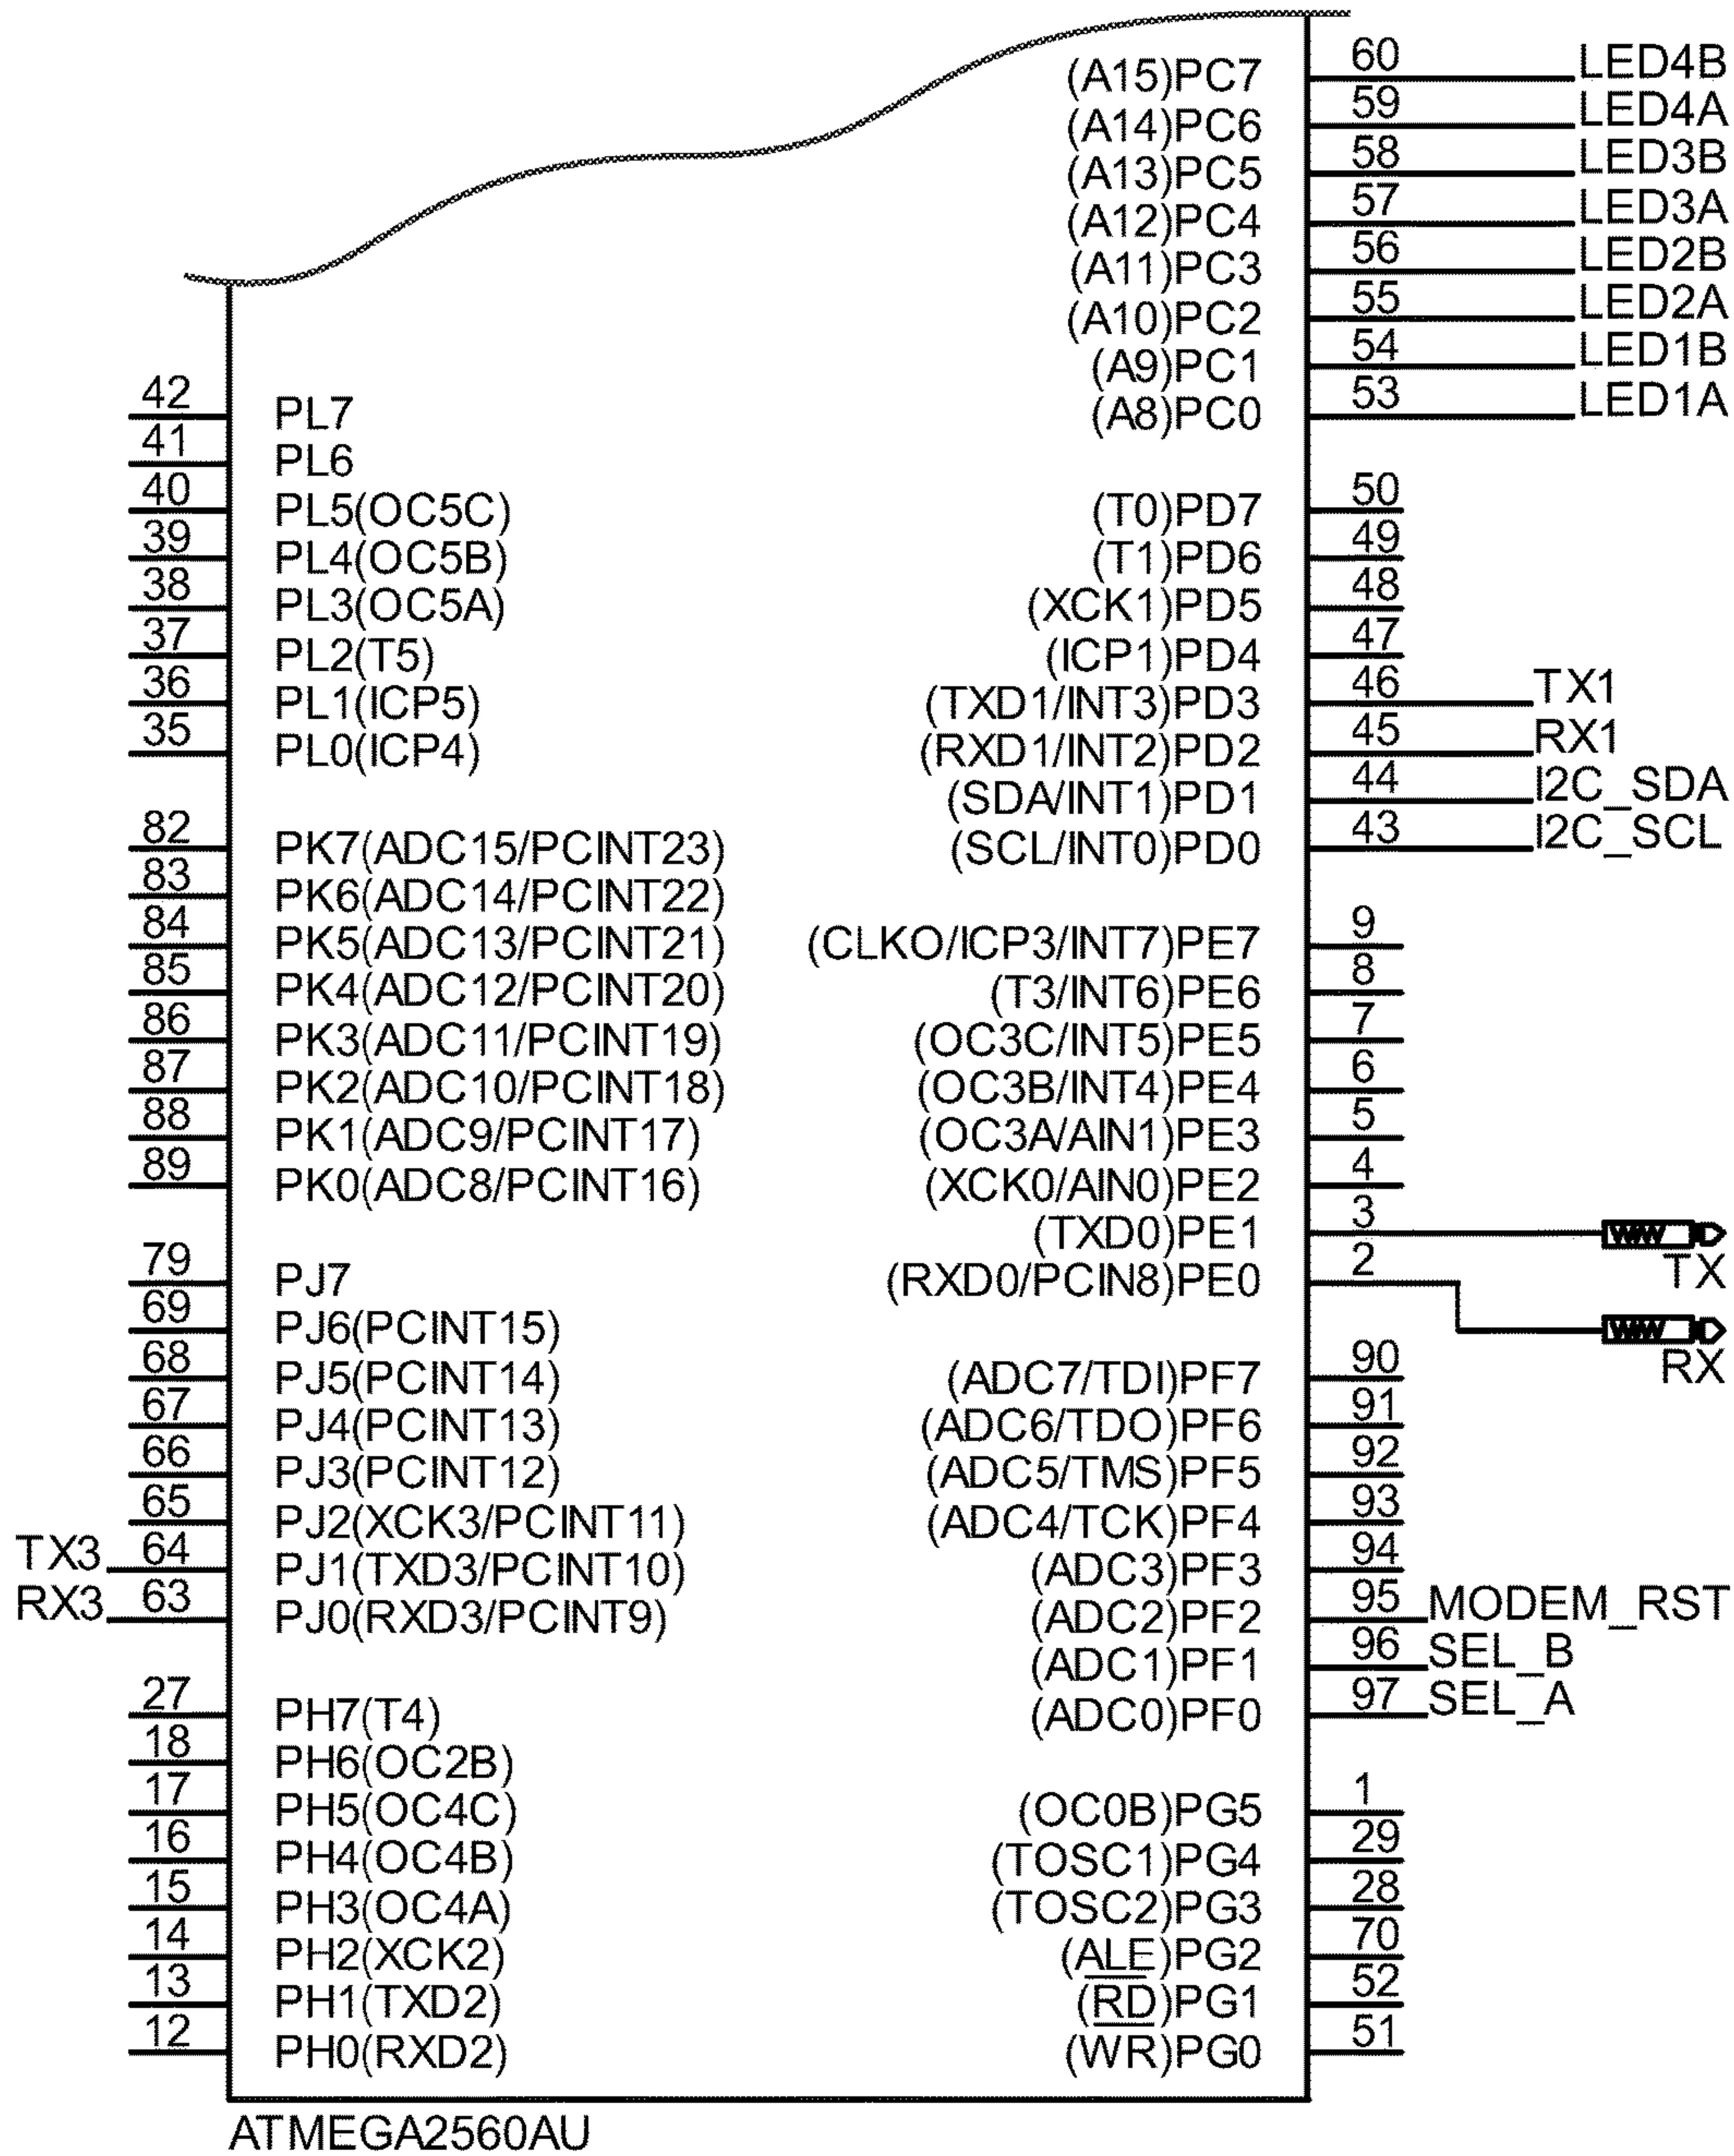 (A15)PC7 60 LED4B
(A14)PC6 59 LED4A
(A13)PC5 58 LED3B
(A12)PC4 57 LED3A
(A11)PC3 56 LED2B
(A10)PC2 55 LED2A
(A9)PC1 54 LED1B
42 PL7 (A8)PC0 53 LED1A
41 PL6
40 PL5(OC5C) (T0)PD7 50
39 PL4(OC5B) (T1)PD6 49
38 PL3(OC5A) (XCK1)PD5 48
37 PL2(T5) (ICP1)PD4 47
36 PL1(ICP5) (TXD1/INT3)PD3 46 TX1
35 PL0(ICP4) (RXD1/INT2)PD2 45 RX1
(SDA/INT1)PD1 44 I2C_SDA
82 PK7(ADC15/PCINT23) (SCL/INT0)PD0 43 I2C_SCL
83 PK6(ADC14/PCINT22)
84 PK5(ADC13/PCINT21) (CLKO/ICP3/INT7)PE7 9
85 PK4(ADC12/PCINT20) (T3/INT6)PE6 8
86 PK3(ADC11/PCINT19) (OC3C/INT5)PE5 7
87 PK2(ADC10/PCINT18) (OC3B/INT4)PE4 6
88 PK1(ADC9/PCINT17) (OC3A/AIN1)PE3 5
89 PK0(ADC8/PCINT16) (XCK0/AIN0)PE2 4
(TXD0)PE1 3 TX
79 PJ7 (RXD0/PCIN8)PE0 2 RX
69 PJ6(PCINT15)
68 PJ5(PCINT14) (ADC7/TDI)PF7 90
67 PJ4(PCINT13) (ADC6/TDO)PF6 91
66 PJ3(PCINT12) (ADC5/TMS)PF5 92
65 PJ2(XCK3/PCINT11) (ADC4/TCK)PF4 93
TX3 64 PJ1(TXD3/PCINT10) (ADC3)PF3 94
RX3 63 PJ0(RXD3/PCINT9) (ADC2)PF2 95 MODEM_RST
(ADC1)PF1 96 SEL_B
27 PH7(T4) (ADC0)PF0 97 SEL_A
18 PH6(OC2B)
17 PH5(OC4C) (OC0B)PG5 1
16 PH4(OC4B) (TOSC1)PG4 29
15 PH3(OC4A) (TOSC2)PG3 28
14 PH2(XCK2) (ALE)PG2 70
13 PH1(TXD2) (RD)PG1 52
12 PH0(RXD2) (WR)PG0 51
ATMEGA2560AU